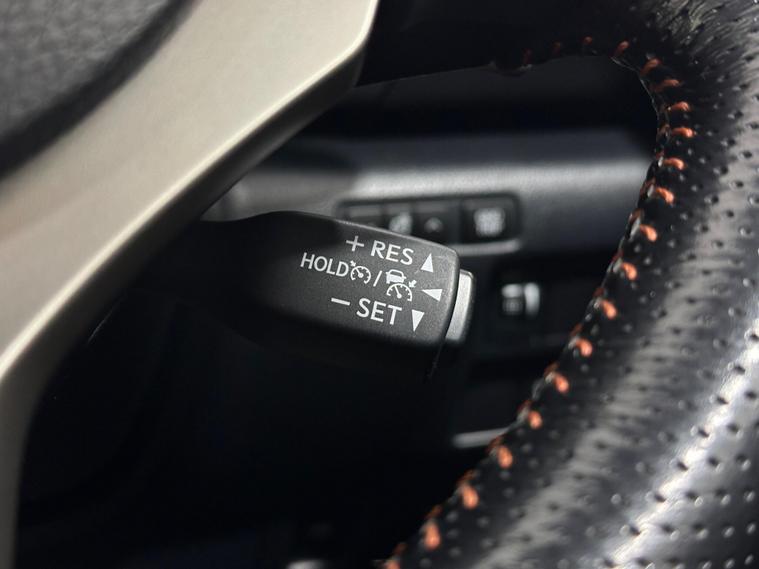 + RES ▲
HOLD / ◀
− SET ▼